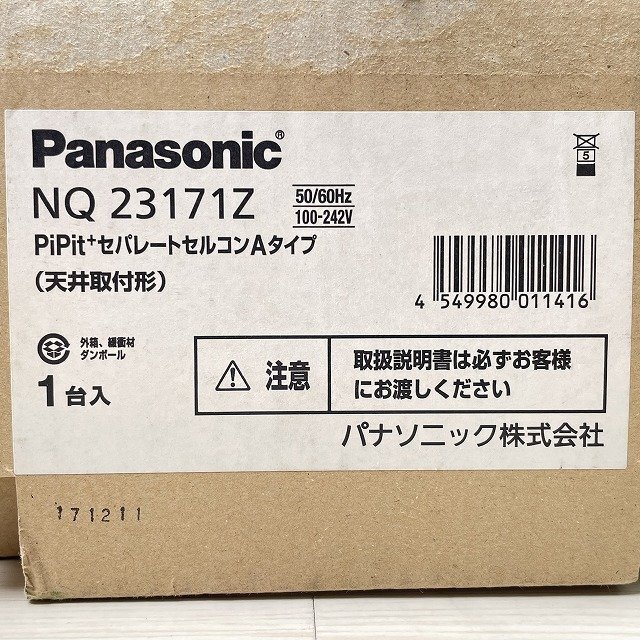 Panasonic®
NQ 23171Z
50/60Hz
100-242V
PiPit+セパレートセルコンAタイプ
(天井取付形)
5
4 549980 011416
外箱、緩衝材
ダンボール
1台入
注意
取扱説明書は必ずお客様
にお渡しください
パナソニック株式会社
171211